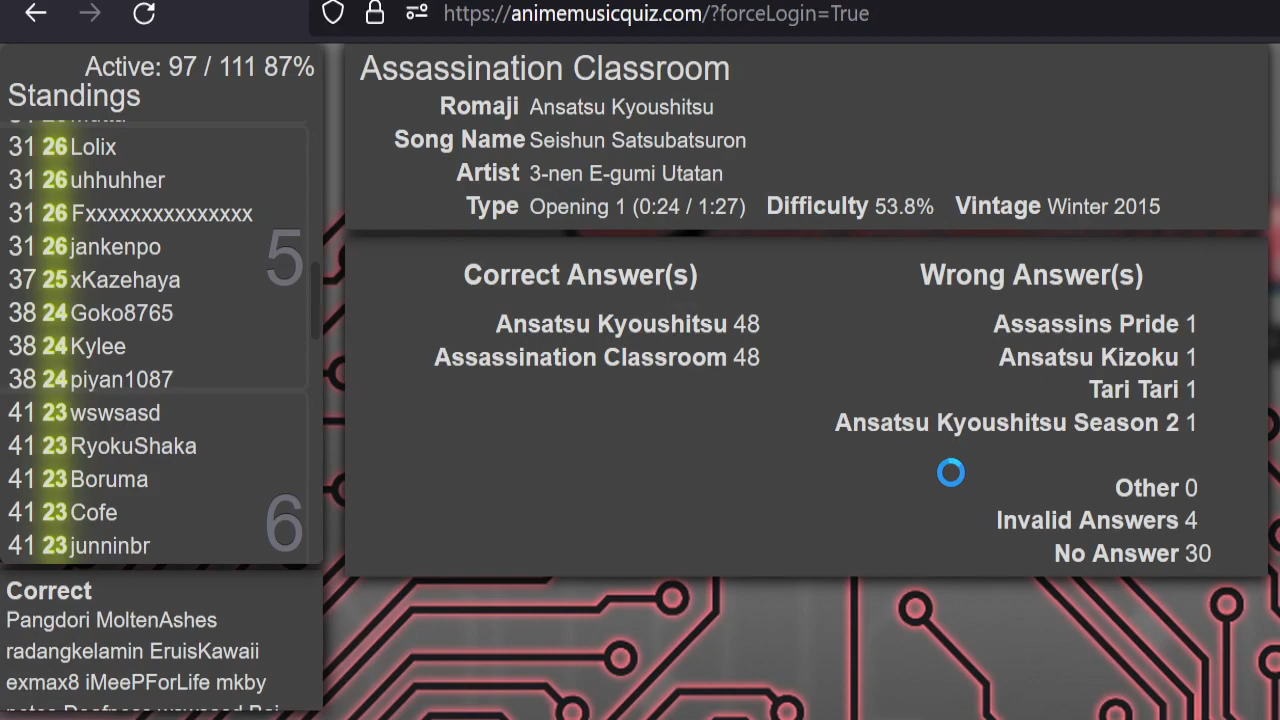 https://animemusicquiz.com/?forceLogin=True
Active: 97 / 111 87%
Standings
31 26 Lolix
31 26 uhhuhher
31 26 Fxxxxxxxxxxxxxxx
31 26 jankenpo
5
37 25 xKazehaya
38 24 Goko8765
38 24 Kylee
38 24 piyan1087
41 23 wswsasd
41 23 RyokuShaka
41 23 Boruma
41 23 Cofe
6
41 23 junninbr
Correct
Pangdori MoltenAshes
radangkelamin EruisKawaii
exmax8 iMeePForLife mkby
Assassination Classroom
Romaji Ansatsu Kyoushitsu
Song Name Seishun Satsubatsuron
Artist 3-nen E-gumi Utatan
Type Opening 1 (0:24 / 1:27) Difficulty 53.8% Vintage Winter 2015
Correct Answer(s)
Ansatsu Kyoushitsu 48
Assassination Classroom 48
Wrong Answer(s)
Assassins Pride 1
Ansatsu Kizoku 1
Tari Tari 1
Ansatsu Kyoushitsu Season 2 1
Other 0
Invalid Answers 4
No Answer 30